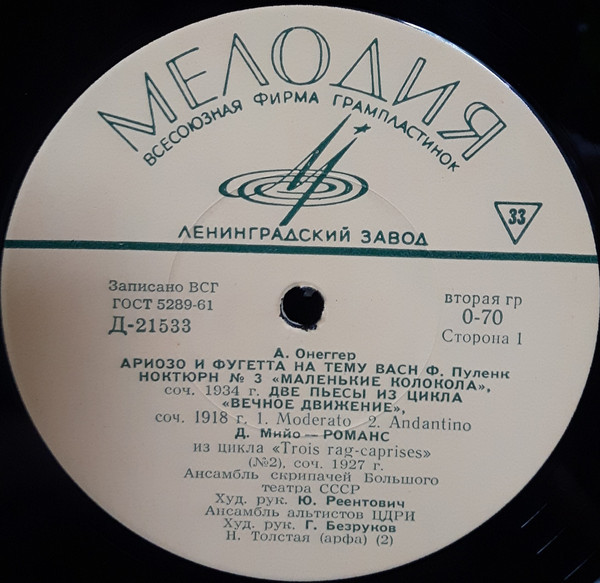 МЕЛОДИЯ
ВСЕСОЮЗНАЯ ФИРМА ГРАМПЛАСТИНОК
33
ЛЕНИНГРАДСКИЙ ЗАВОД
Записано ВСГ
ГОСТ 5289-61
Д-21533
вторая гр
0-70
Сторона 1
А. Онеггер
АРИОЗО И ФУГЕТТА НА ТЕМУ BACH Ф. Пуленк
НОКТЮРН № 3 «МАЛЕНЬКИЕ КОЛОКОЛА»,
соч. 1934 г. ДВЕ ПЬЕСЫ ИЗ ЦИКЛА
«ВЕЧНОЕ ДВИЖЕНИЕ»,
соч. 1918 г. 1. Moderato 2. Andantino
Д. Мийо — РОМАНС
из цикла «Trois rag-caprises»
(№2), соч. 1927 г.
Ансамбль скрипачей Большого
театра СССР
Худ. рук. Ю. Реентович
Ансамбль альтистов ЦДРИ
Худ. рук. Г. Безруков
Н. Толстая (арфа) (2)